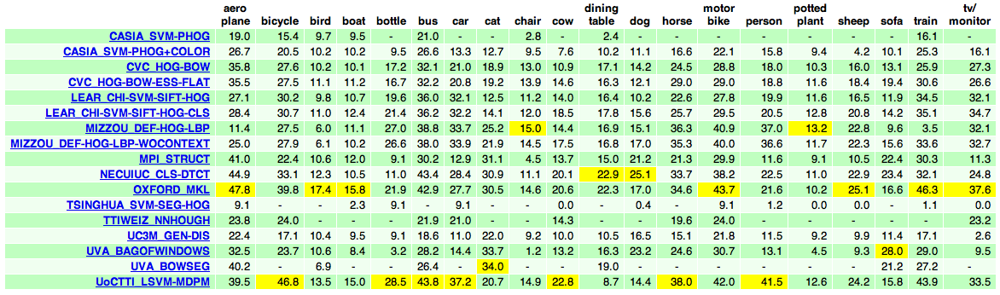 aero plane bicycle bird boat bottle bus car cat chair cow dining table dog horse motor bike person potted plant sheep sofa train tv/ monitor
CASIA_SVM-PHOG 19.0 15.4 9.7 9.5 - 21.0 - - 2.8 - 2.4 - - - - - - - 16.1 -
CASIA_SVM-PHOG+COLOR 26.7 20.5 10.2 10.2 9.5 26.6 13.3 12.7 9.5 7.6 10.2 11.1 16.6 22.1 15.8 9.4 4.2 10.1 25.3 16.1
CVC_HOG-BOW 35.8 27.6 10.2 10.1 17.2 32.1 21.0 18.9 13.0 10.9 17.1 14.2 24.5 28.8 18.0 10.3 16.0 13.1 25.9 27.3
CVC_HOG-BOW-ESS-FLAT 35.5 27.5 11.1 11.2 16.7 32.2 20.8 19.2 13.9 14.6 16.3 12.1 29.0 29.0 18.8 11.6 18.4 19.4 30.6 26.6
LEAR_CHI-SVM-SIFT-HOG 27.1 30.2 9.8 10.7 19.6 36.0 32.1 12.5 11.2 14.0 16.4 10.2 22.6 27.8 19.9 11.6 16.5 11.9 34.5 32.1
LEAR_CHI-SVM-SIFT-HOG-CLS 28.4 30.7 11.0 12.4 21.4 36.2 32.2 14.1 12.0 18.5 17.8 15.6 25.7 29.5 20.5 12.8 20.8 14.2 35.1 34.7
MIZZOU_DEF-HOG-LBP 11.4 27.5 6.0 11.1 27.0 38.8 33.7 25.2 15.0 14.4 16.9 15.1 36.3 40.9 37.0 13.2 22.8 9.6 3.5 32.1
MIZZOU_DEF-HOG-LBP-WOCONTEXT 25.0 27.9 6.1 10.2 26.6 38.0 33.9 21.9 14.5 17.5 16.8 17.0 35.3 40.0 36.6 11.7 22.3 15.6 33.6 32.7
MPI_STRUCT 41.0 22.4 10.6 12.0 9.1 30.2 12.9 31.1 4.5 13.7 15.0 21.2 21.3 29.9 11.6 9.1 10.5 22.4 30.3 11.3
NECUIUC_CLS-DTCT 44.9 33.1 12.3 10.5 11.0 43.4 28.4 30.9 11.1 20.1 22.9 25.1 33.7 38.2 22.5 11.0 22.9 23.4 32.1 24.8
OXFORD_MKL 47.8 39.8 17.4 15.8 21.9 42.9 27.7 30.5 14.6 20.6 22.3 17.0 34.6 43.7 21.6 10.2 25.1 16.6 46.3 37.6
TSINGHUA_SVM-SEG-HOG 9.1 - - 2.3 9.1 - 9.1 - - 0.0 - 0.4 - 9.1 1.2 0.0 0.0 - 1.1 0.0
TTIWEIZ_NNHOUGH 23.8 24.0 - - - 21.9 21.0 - - 14.3 - - 19.6 24.0 - - - - - 23.2
UC3M_GEN-DIS 22.4 17.1 10.4 9.5 9.1 18.6 11.0 22.0 9.2 10.0 10.5 16.5 15.1 21.8 11.5 9.2 9.9 11.4 17.1 2.6
UVA_BAGOFWINDOWS 32.5 23.7 10.6 8.4 3.2 28.2 14.4 33.7 1.2 13.2 16.3 23.2 24.6 30.7 13.1 4.5 9.3 28.0 29.0 9.5
UVA_BOWSEG 40.2 - 6.9 - - 26.4 - 34.0 - - 19.0 - - - - - - 21.2 27.2 -
UoCTTI_LSVM-MDPM 39.5 46.8 13.5 15.0 28.5 43.8 37.2 20.7 14.9 22.8 8.7 14.4 38.0 42.0 41.5 12.6 24.2 15.8 43.9 33.5